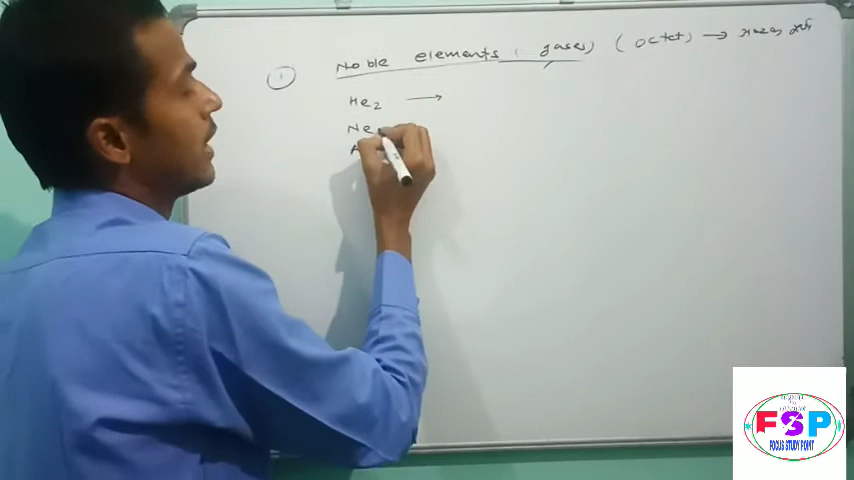 ① Noble elements (gases) (octet) →
He2 →
Ne
A
FSP
FOCUS STUDY POINT